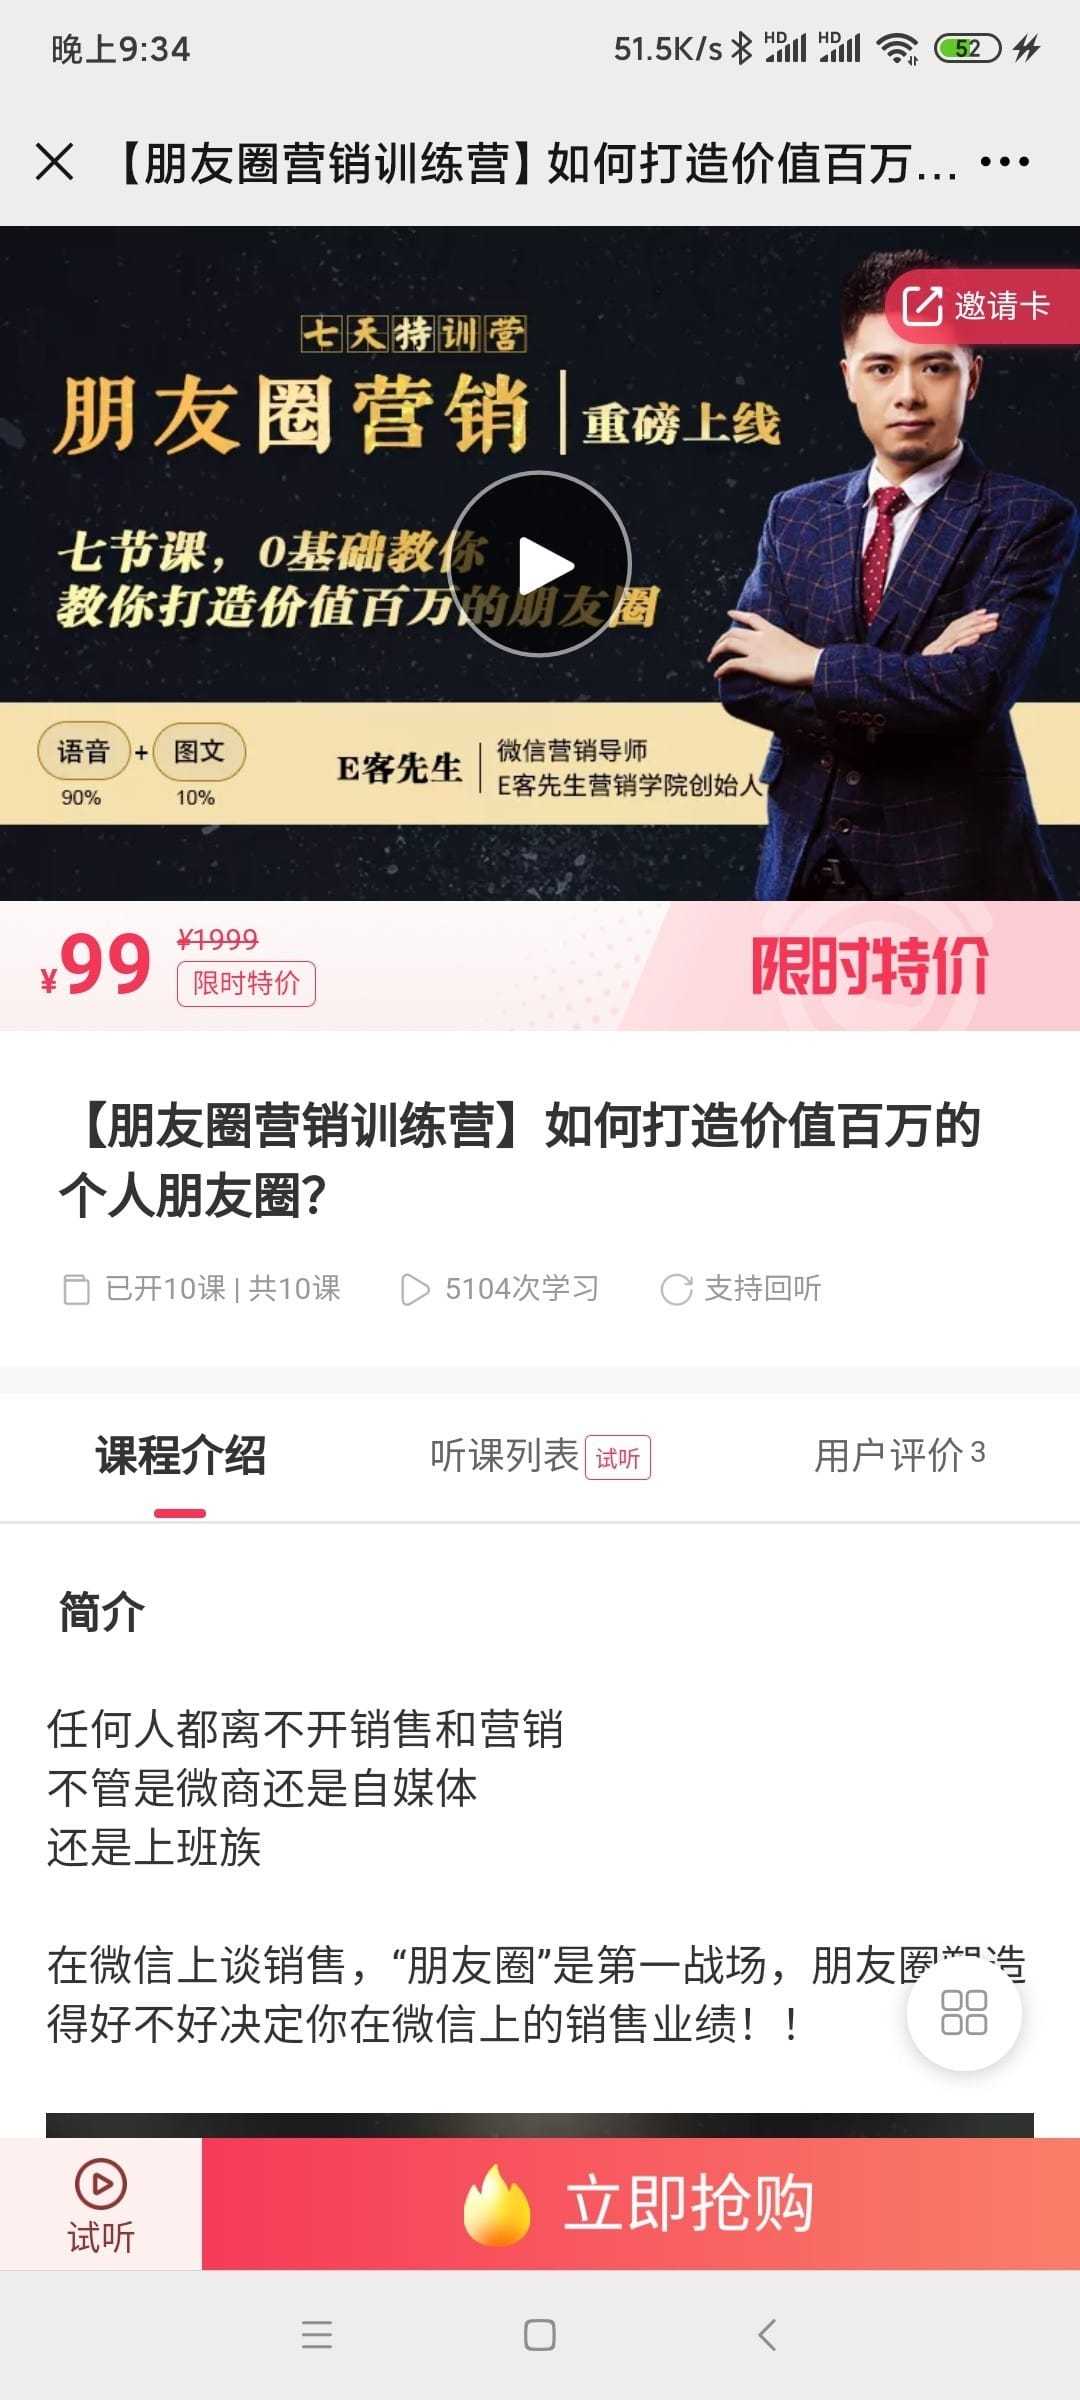 晚上9:34
51.5K/s HD HD 52
【朋友圈营销训练营】如何打造价值百万...
邀请卡
七天特训营
朋友圈营销|重磅上线
七节课，0基础教你
教你打造价值百万的朋友圈
语音+图文
90% 10%
E客先生
微信营销导师
E客先生营销学院创始人
¥99 ¥1999
限时特价
限时特价
【朋友圈营销训练营】如何打造价值百万的
个人朋友圈?
已开10课|共10课 5104次学习 支持回听
课程介绍 听课列表 试听 用户评价3
简介
任何人都离不开销售和营销
不管是微商还是自媒体
还是上班族
在微信上谈销售，“朋友圈”是第一战场，朋友圈塑造
得好不好决定你在微信上的销售业绩！！
试听
立即抢购